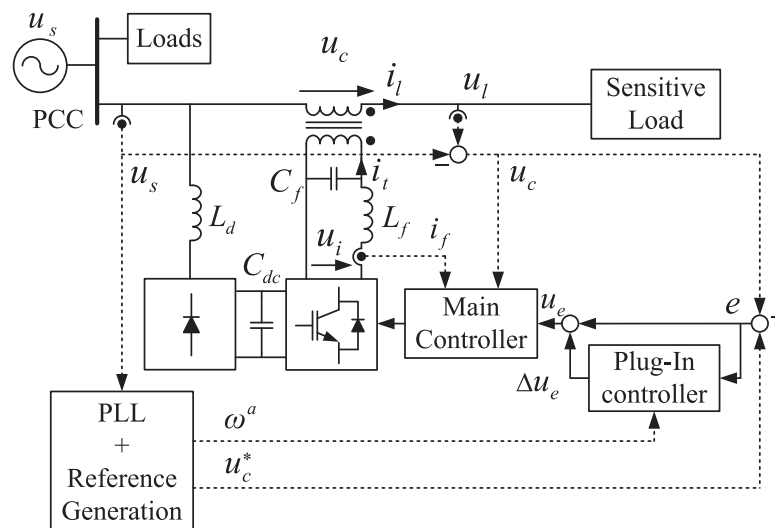 u_s
Loads
u_c
i_l
u_l
Sensitive
Load
PCC
u_s
C_f
i_t
u_c
L_d
L_f
u_i
i_f
C_dc
Main
Controller
u_e
e
Plug-In
controller
Δu_e
PLL
+
Reference
Generation
ω^a
u_c^*